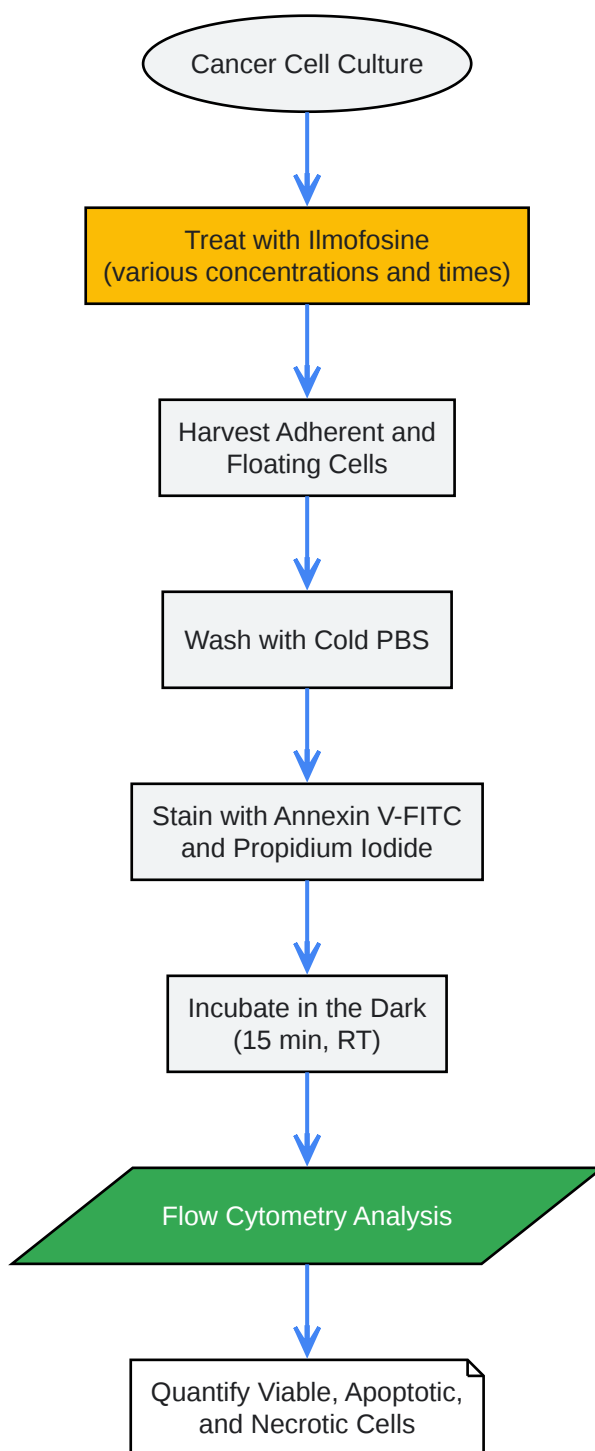 Cancer Cell Culture
Treat with Ilmofosine
(various concentrations and times)
Harvest Adherent and
Floating Cells
Wash with Cold PBS
Stain with Annexin V-FITC
and Propidium Iodide
Incubate in the Dark
(15 min, RT)
Flow Cytometry Analysis
Quantify Viable, Apoptotic,
and Necrotic Cells